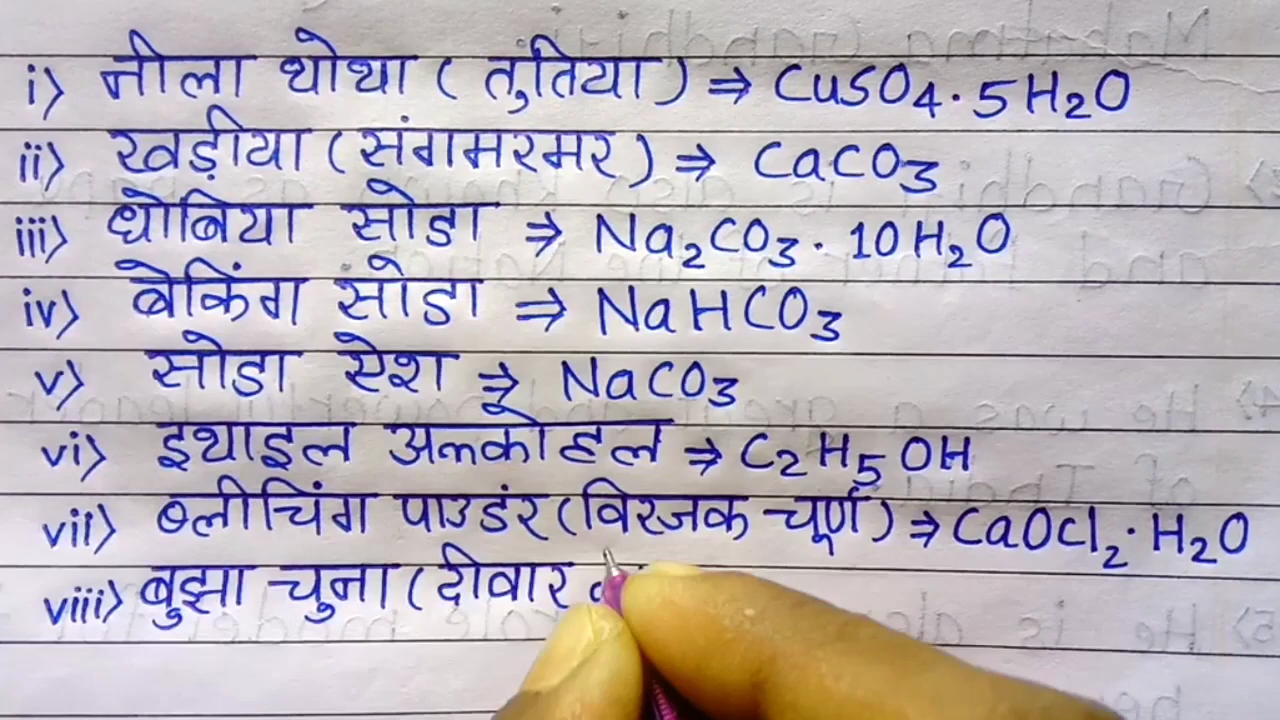 i) नीला थोथा ( तुतिया ) ⇒ CuSO4·5H2O
ii) खड़ीया (संगमरमर) ⇒ CaCO3
iii) धोबिया सोडा ⇒ Na2CO3·10H2O
iv) बेकिंग सोडा ⇒ NaHCO3
v) सोडा ऐश ⇒ NaCO3
vi) इथाइल अल्कोहल ⇒ C2H5OH
vii) ब्लीचिंग पाउडंर (विरंजक चूर्ण) ⇒ CaOCl2·H2O
viii) बुझा चुना ( दीवार